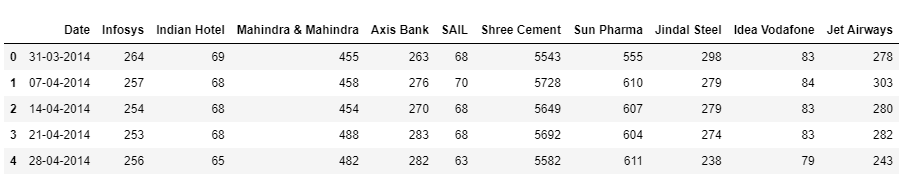 Date Infosys Indian Hotel Mahindra & Mahindra Axis Bank SAIL Shree Cement Sun Pharma Jindal Steel Idea Vodafone Jet Airways
0 31-03-2014 264 69 455 263 68 5543 555 298 83 278
1 07-04-2014 257 68 458 276 70 5728 610 279 84 303
2 14-04-2014 254 68 454 270 68 5649 607 279 83 280
3 21-04-2014 253 68 488 283 68 5692 604 274 83 282
4 28-04-2014 256 65 482 282 63 5582 611 238 79 243